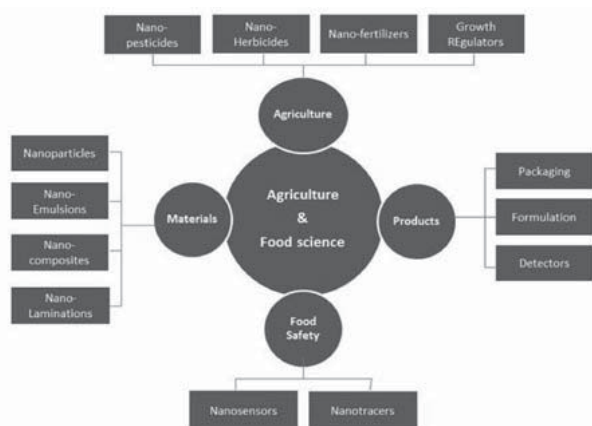 Nano-
pesticides
Nano-
Herbicides
Nano-fertilizers
Growth
REgulators
Agriculture
Nanoparticles
Nano-
Emulsions
Nano-
composites
Nano-
Laminations
Materials
Agriculture
&
Food science
Products
Packaging
Formulation
Detectors
Food
Safety
Nanosensors
Nanotracers